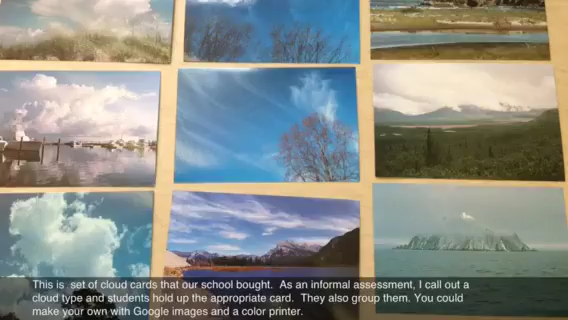 This is  set of cloud cards that our school bought.  As an informal assessment, I call out a
cloud type and students hold up the appropriate card.  They also group them. You could
make your own with Google images and a color printer.